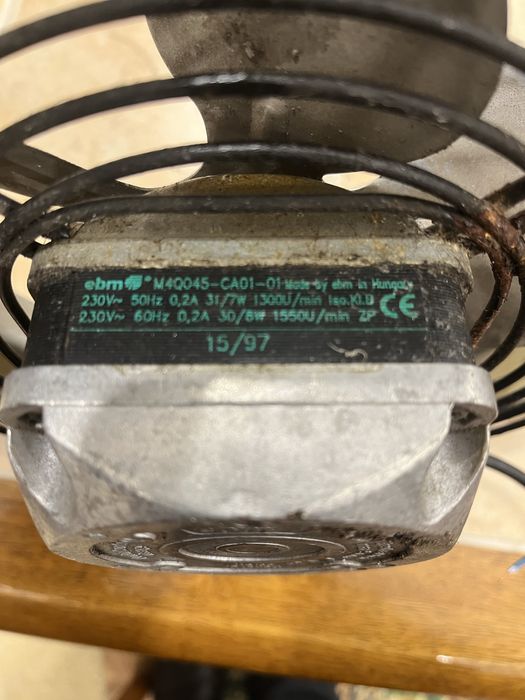 ebm M4Q045-CA01-01 Made by ebm in Hungary
230V~ 50Hz 0,2A 31/7W 1300U/min Iso.Kl.B CE
230V~ 60Hz 0,2A 30/8W 1550U/min ZP
15/97